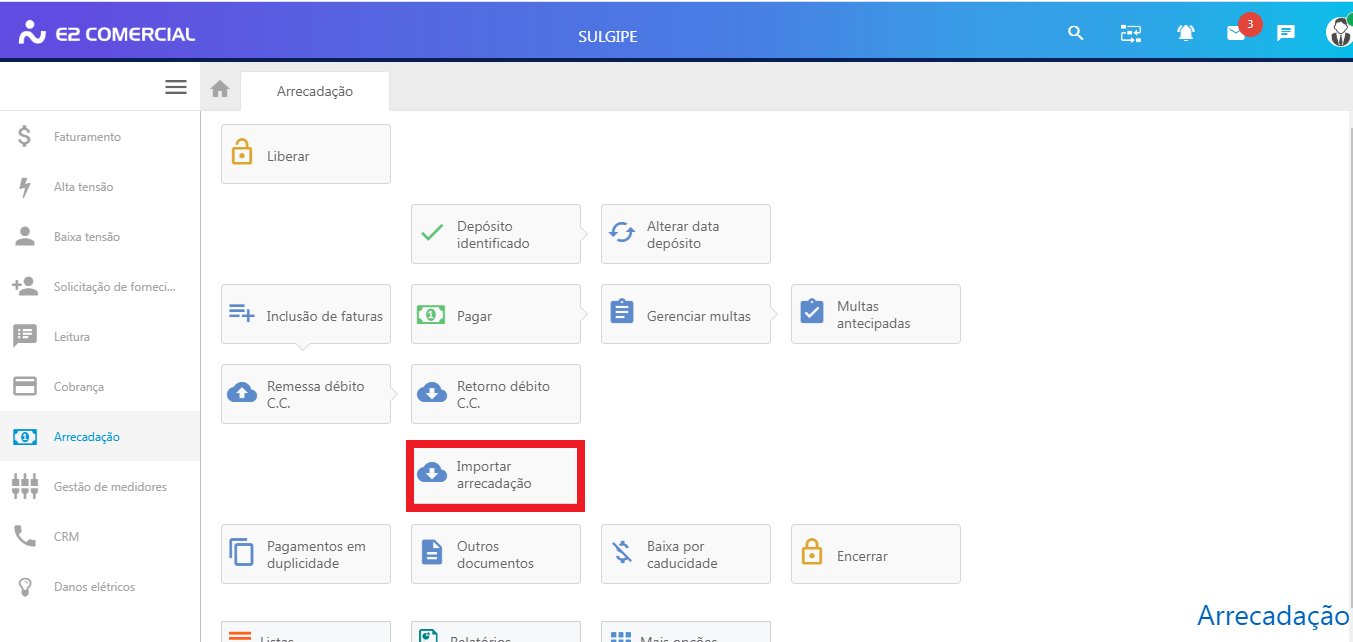 E2 COMERCIAL
SULGIPE
3
Arrecadação
Faturamento
Alta tensão
Baixa tensão
Solicitação de forneci...
Leitura
Cobrança
1
Arrecadação
Gestão de medidores
CRM
Danos elétricos
Liberar
Depósito
identificado
Alterar data
depósito
Inclusão de faturas
1
Pagar
Gerenciar multas
Multas
antecipadas
Remessa débito
C.C.
Retorno débito
C.C.
Importar
arrecadação
Pagamentos em
duplicidade
Outros
documentos
Baixa por
caducidade
Encerrar
Listas
Relatórios
Mais opções
Arrecadação